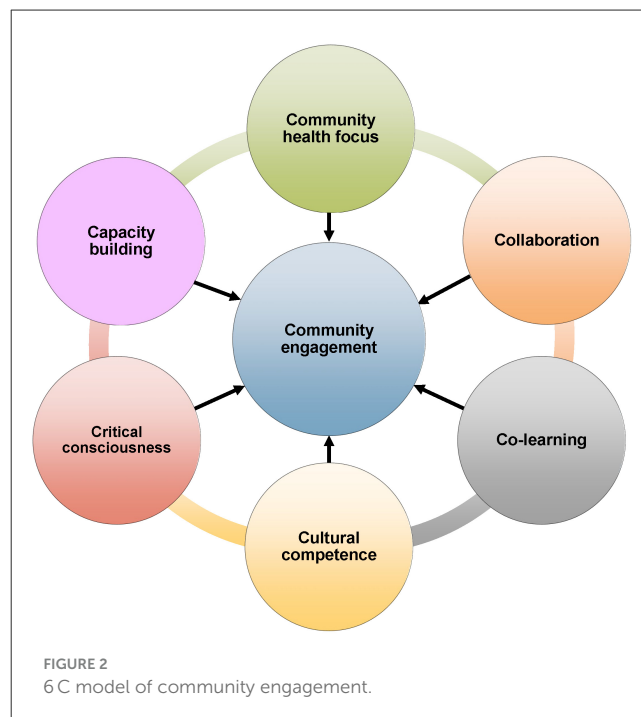 Community
health focus
Capacity
building
Collaboration
Community
engagement
Critical
consciousness
Co-learning
Cultural
competence
FIGURE 2
6 C model of community engagement.